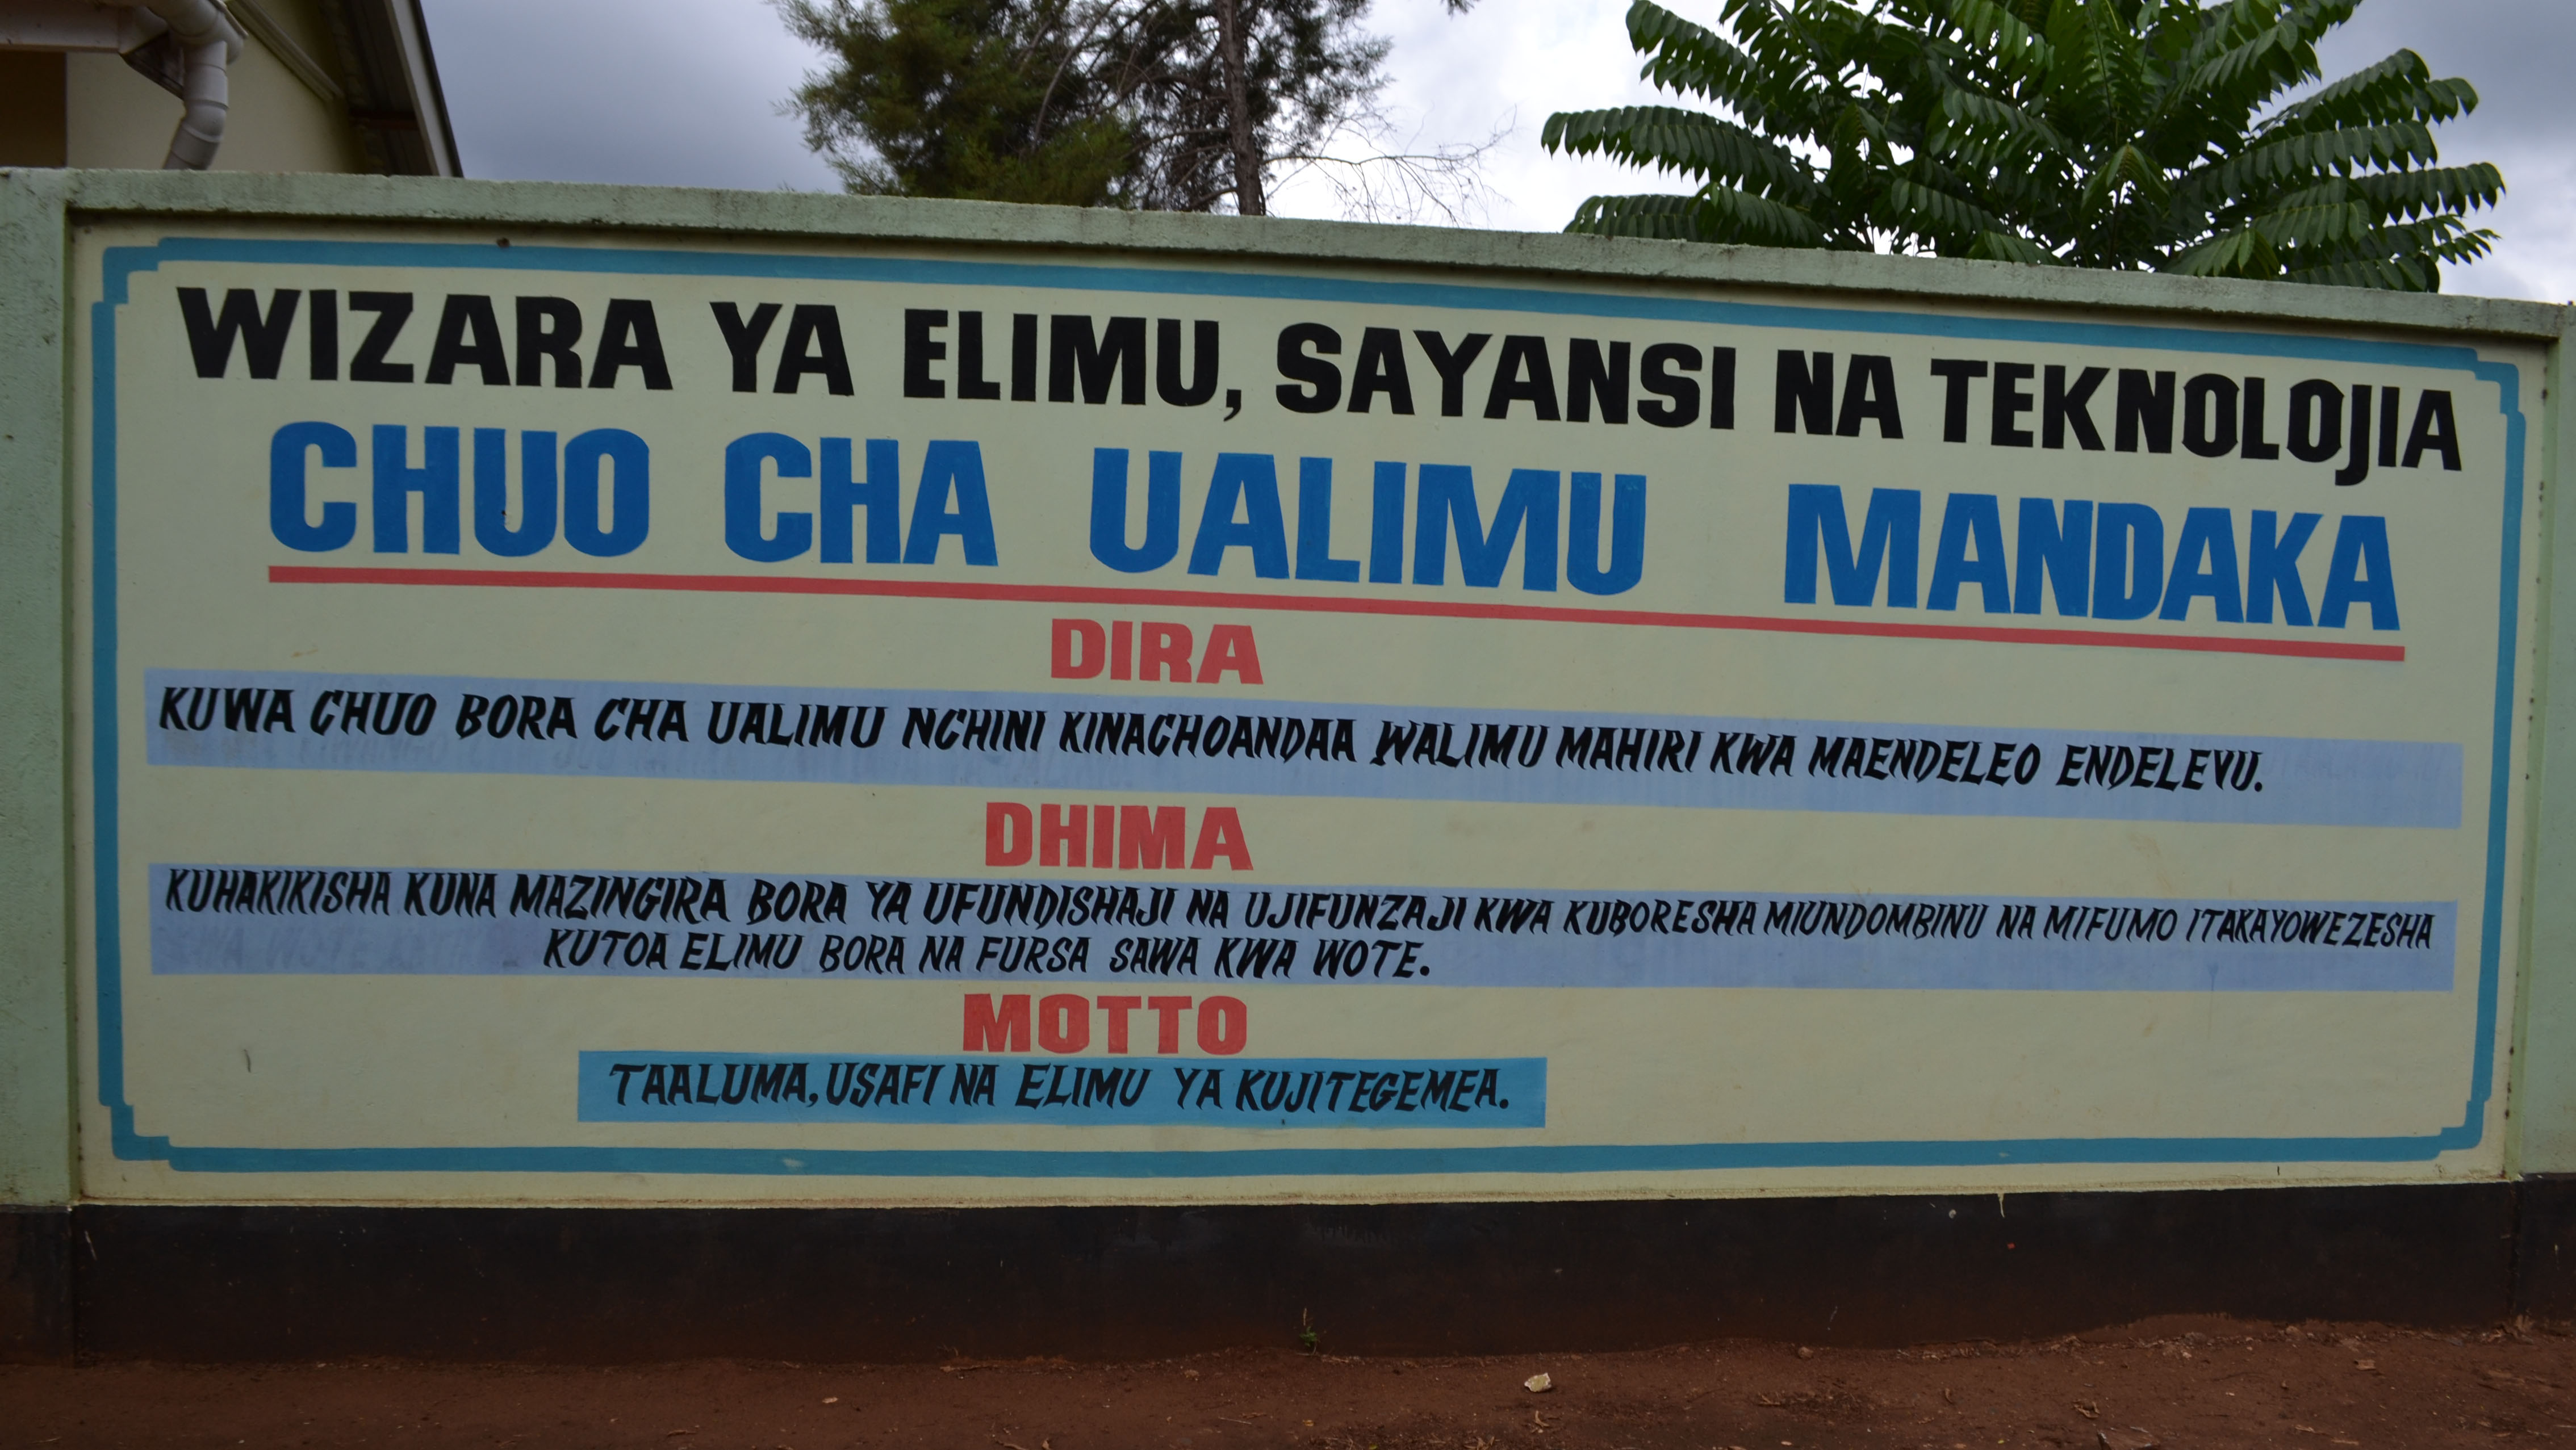 WIZARA YA ELIMU, SAYANSI NA TEKNOLOJIA
CHUO CHA UALIMU MANDAKA
DIRA
KUWA CHUO BORA CHA UALIMU NCHINI KINACHOANDAA WALIMU MAHIRI KWA MAENDELEO ENDELEVU.
DHIMA
KUHAKIKISHA KUNA MAZINGIRA BORA YA UFUNDISHAJI NA UJIFUNZAJI KWA KUBORESHA MIUNDOMBINU NA MIFUMO ITAKAYOWEZESHA
KUTOA ELIMU BORA NA FURSA SAWA KWA WOTE.
MOTTO
TAALUMA, USAFI NA ELIMU YA KUJITEGEMEA.